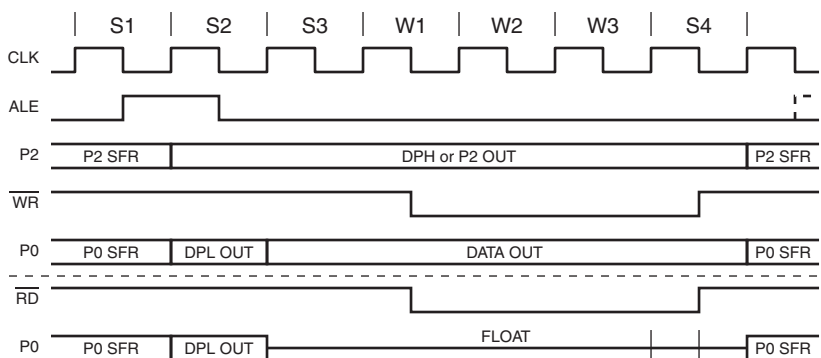 S1 S2 S3 W1 W2 W3 S4
CLK
ALE
P2 P2 SFR DPH or P2 OUT P2 SFR
WR
P0 P0 SFR DPL OUT DATA OUT P0 SFR
RD
FLOAT
P0 P0 SFR DPL OUT P0 SFR